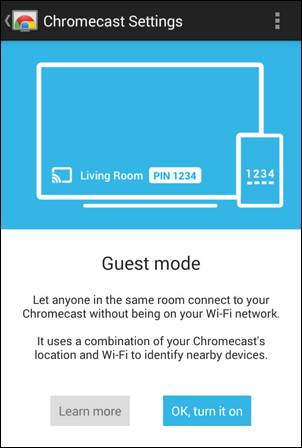 Chromecast Settings
Living Room PIN 1234
1234
Guest mode
Let anyone in the same room connect to your
Chromecast without being on your Wi-Fi network.
It uses a combination of your Chromecast's
location and Wi-Fi to identify nearby devices.
Learn more OK, turn it on